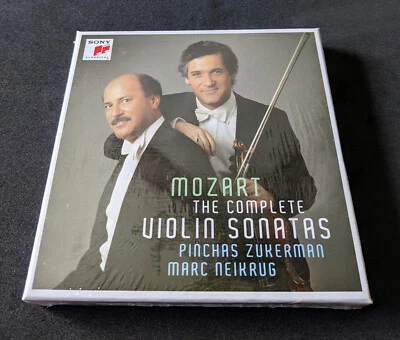 SONY
CLASSICAL
MOZART
THE COMPLETE
VIOLIN SONATAS
PINCHAS ZUKERMAN
MARC NEIKRUG